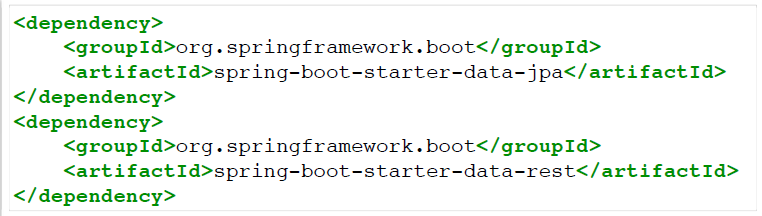 <dependency>
    <groupId>org.springframework.boot</groupId>
    <artifactId>spring-boot-starter-data-jpa</artifactId>
</dependency>
<dependency>
    <groupId>org.springframework.boot</groupId>
    <artifactId>spring-boot-starter-data-rest</artifactId>
</dependency>